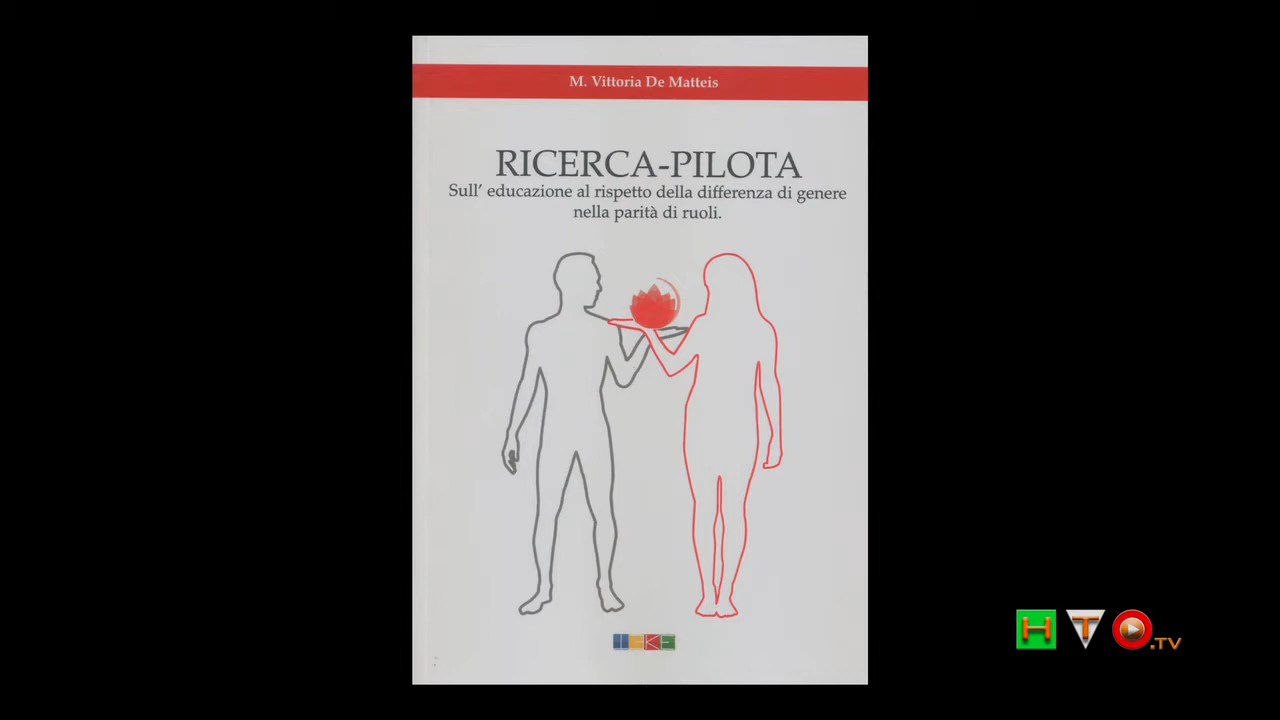 M. Vittoria De Matteis
RICERCA-PILOTA
Sull' educazione al rispetto della differenza di genere
nella parità di ruoli.
HTO.TV